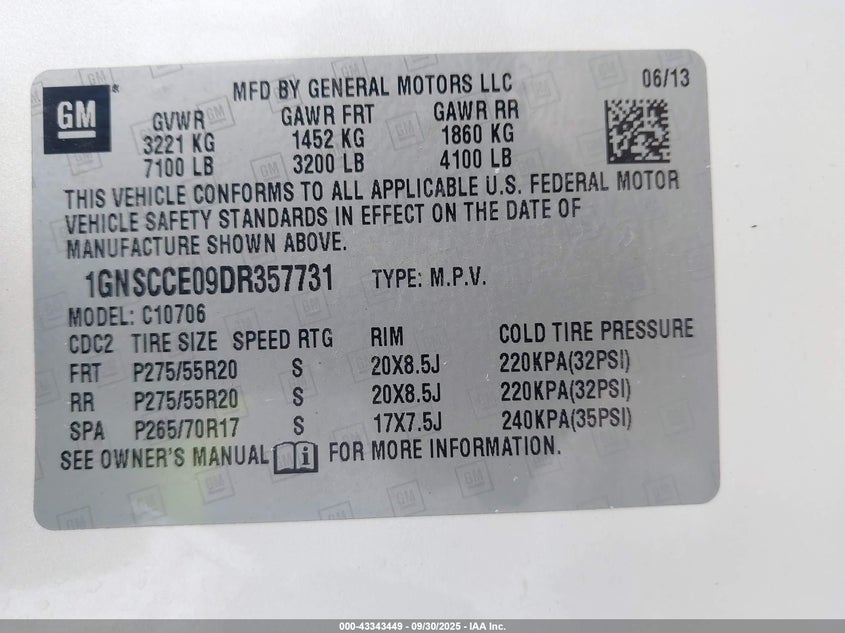 GM
MFD BY GENERAL MOTORS LLC 06/13
GVWR GAWR FRT GAWR RR
3221 KG 1452 KG 1860 KG
7100 LB 3200 LB 4100 LB
THIS VEHICLE CONFORMS TO ALL APPLICABLE U.S. FEDERAL MOTOR
VEHICLE SAFETY STANDARDS IN EFFECT ON THE DATE OF
MANUFACTURE SHOWN ABOVE.
1GNSCCE09DR357731 TYPE: M.P.V.
MODEL: C10706
CDC2 TIRE SIZE SPEED RTG RIM COLD TIRE PRESSURE
FRT P275/55R20 S 20X8.5J 220KPA(32PSI)
RR P275/55R20 S 20X8.5J 220KPA(32PSI)
SPA P265/70R17 S 17X7.5J 240KPA(35PSI)
SEE OWNER'S MANUAL i FOR MORE INFORMATION.
000-43343449 - 09/30/2025 - IAA Inc.